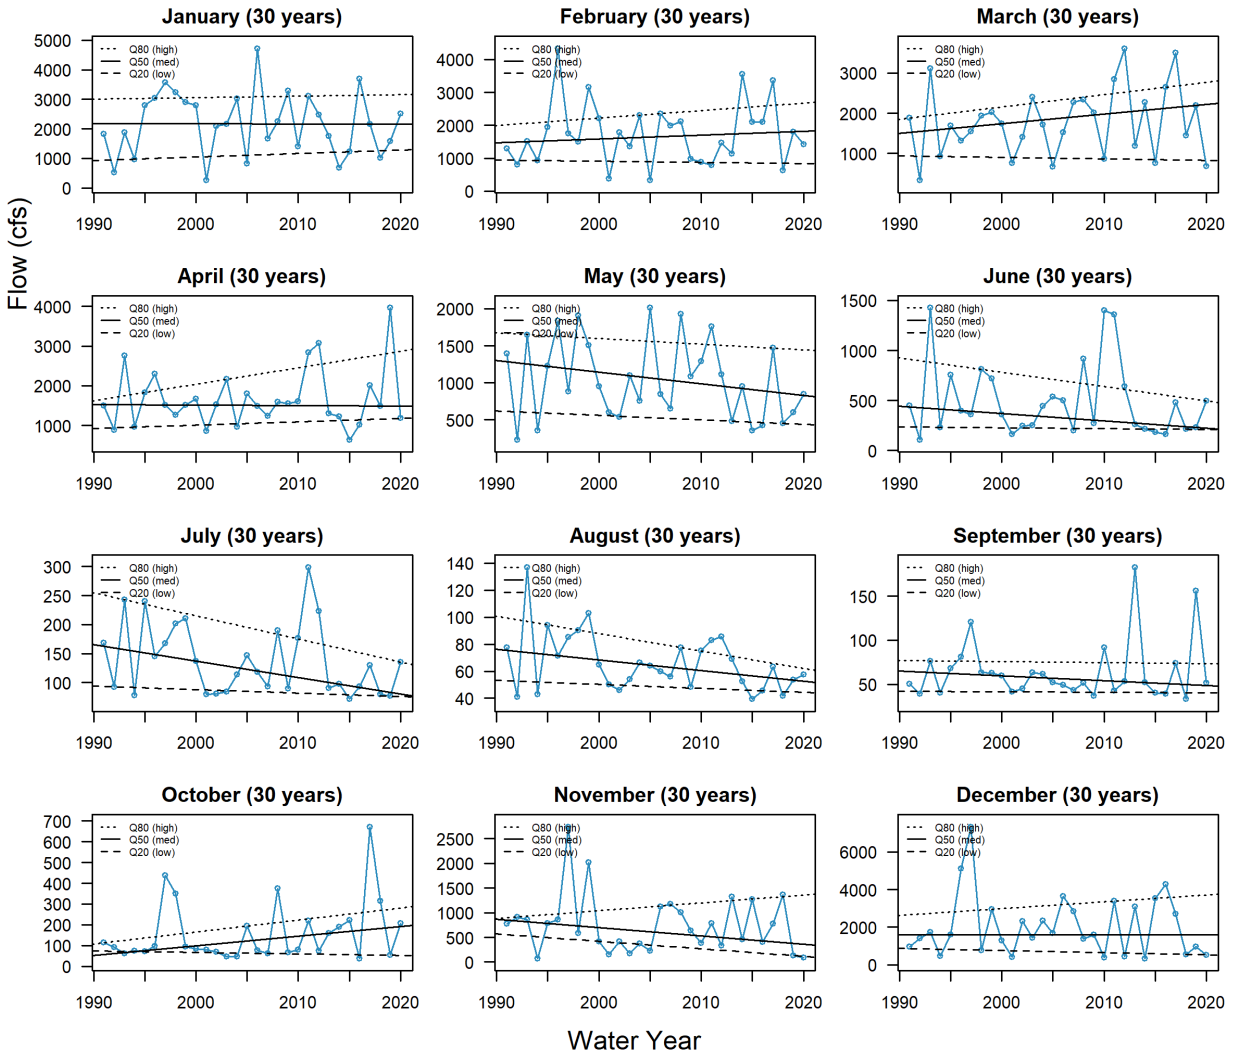 January (30 years)
Q80 (high)
Q50 (med)
Q20 (low)
5000
4000
3000
2000
1000
0
1990
2000
2010
2020
February (30 years)
Q80 (high)
Q50 (med)
Q20 (low)
4000
3000
2000
1000
0
1990
2000
2010
2020
March (30 years)
Q80 (high)
Q50 (med)
Q20 (low)
3000
2000
1000
1990
2000
2010
2020
Flow (cfs)
April (30 years)
Q80 (high)
Q50 (med)
Q20 (low)
4000
3000
2000
1000
1990
2000
2010
2020
May (30 years)
Q80 (high)
Q50 (med)
Q20 (low)
2000
1500
1000
500
1990
2000
2010
2020
June (30 years)
Q80 (high)
Q50 (med)
Q20 (low)
1500
1000
500
0
1990
2000
2010
2020
July (30 years)
Q80 (high)
Q50 (med)
Q20 (low)
300
250
200
150
100
1990
2000
2010
2020
August (30 years)
Q80 (high)
Q50 (med)
Q20 (low)
140
120
100
80
60
40
1990
2000
2010
2020
September (30 years)
Q80 (high)
Q50 (med)
Q20 (low)
150
100
50
1990
2000
2010
2020
October (30 years)
Q80 (high)
Q50 (med)
Q20 (low)
700
600
500
400
300
200
100
0
1990
2000
2010
2020
November (30 years)
Q80 (high)
Q50 (med)
Q20 (low)
2500
2000
1500
1000
500
0
1990
2000
2010
2020
December (30 years)
Q80 (high)
Q50 (med)
Q20 (low)
6000
4000
2000
0
1990
2000
2010
2020
Water Year